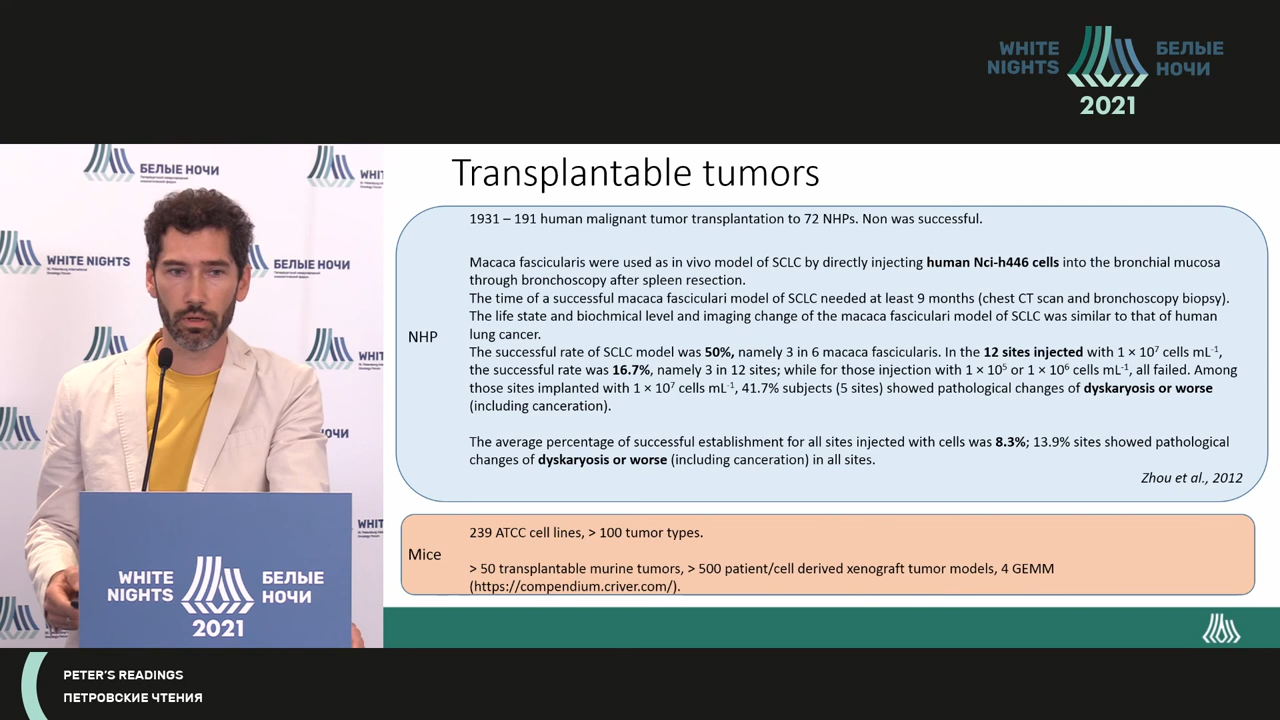 WHITE NIGHTS
БЕЛЫЕ НОЧИ
2021
БЕЛЫЕ НОЧИ
WHITE NIGHTS
БЕЛЫЕ НОЧИ
WHITE NIGHTS
БЕЛЫЕ НОЧИ
2021
Transplantable tumors
NHP
1931 – 191 human malignant tumor transplantation to 72 NHPs. Non was successful.
Macaca fascicularis were used as in vivo model of SCLC by directly injecting human Nci-h446 cells into the bronchial mucosa
through bronchoscopy after spleen resection.
The time of a successful macaca fasciculari model of SCLC needed at least 9 months (chest CT scan and bronchoscopy biopsy).
The life state and biochmical level and imaging change of the macaca fasciculari model of SCLC was similar to that of human
lung cancer.
The successful rate of SCLC model was 50%, namely 3 in 6 macaca fascicularis. In the 12 sites injected with 1 × 10⁷ cells mL⁻¹,
the successful rate was 16.7%, namely 3 in 12 sites; while for those injection with 1 × 10⁵ or 1 × 10⁶ cells mL⁻¹, all failed. Among
those sites implanted with 1 × 10⁷ cells mL⁻¹, 41.7% subjects (5 sites) showed pathological changes of dyskaryosis or worse
(including canceration).
The average percentage of successful establishment for all sites injected with cells was 8.3%; 13.9% sites showed pathological
changes of dyskaryosis or worse (including canceration) in all sites.
Zhou et al., 2012
Mice
239 ATCC cell lines, > 100 tumor types.
> 50 transplantable murine tumors, > 500 patient/cell derived xenograft tumor models, 4 GEMM
(https://compendium.criver.com/).
PETER'S READINGS
ПЕТРОВСКИЕ ЧТЕНИЯ